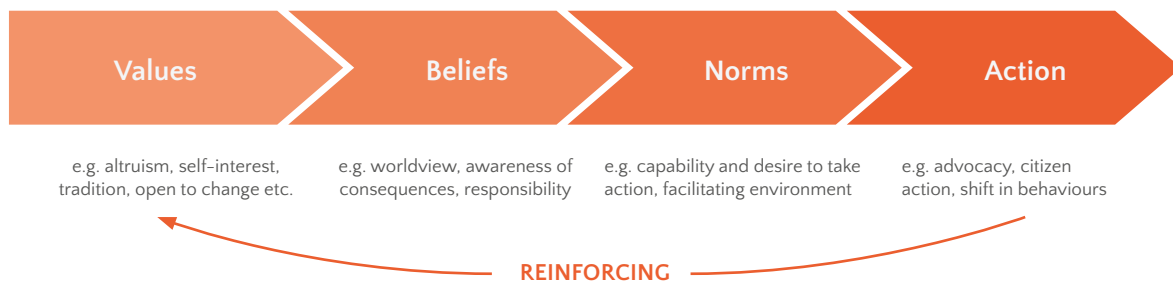 Values
Beliefs
Norms
Action
e.g. altruism, self-interest,
tradition, open to change etc.
e.g. worldview, awareness of
consequences, responsibility
e.g. capability and desire to take
action, facilitating environment
e.g. advocacy, citizen
action, shift in behaviours
REINFORCING